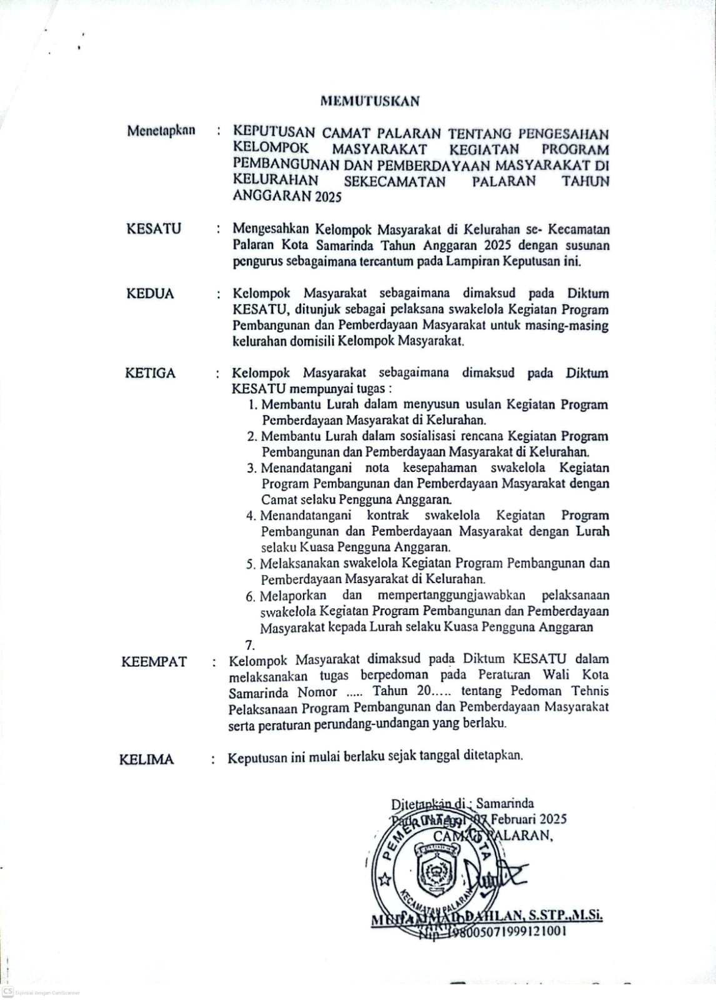 MEMUTUSKAN
Menetapkan : KEPUTUSAN CAMAT PALARAN TENTANG PENGESAHAN
KELOMPOK MASYARAKAT KEGIATAN PROGRAM
PEMBANGUNAN DAN PEMBERDAYAAN MASYARAKAT DI
KELURAHAN SEKECAMATAN PALARAN TAHUN
ANGGARAN 2025
KESATU : Mengesahkan Kelompok Masyarakat di Kelurahan se- Kecamatan
Palaran Kota Samarinda Tahun Anggaran 2025 dengan susunan
pengurus sebagaimana tercantum pada Lampiran Keputusan ini.
KEDUA : Kelompok Masyarakat sebagaimana dimaksud pada Diktum
KESATU, ditunjuk sebagai pelaksana swakelola Kegiatan Program
Pembangunan dan Pemberdayaan Masyarakat untuk masing-masing
kelurahan domisili Kelompok Masyarakat.
KETIGA : Kelompok Masyarakat sebagaimana dimaksud pada Diktum
KESATU mempunyai tugas :
1. Membantu Lurah dalam menyusun usulan Kegiatan Program
Pemberdayaan Masyarakat di Kelurahan.
2. Membantu Lurah dalam sosialisasi rencana Kegiatan Program
Pembangunan dan Pemberdayaan Masyarakat di Kelurahan.
3. Menandatangani nota kesepahaman swakelola Kegiatan
Program Pembangunan dan Pemberdayaan Masyarakat dengan
Camat selaku Pengguna Anggaran.
4. Menandatangani kontrak swakelola Kegiatan Program
Pembangunan dan Pemberdayaan Masyarakat dengan Lurah
selaku Kuasa Pengguna Anggaran.
5. Melaksanakan swakelola Kegiatan Program Pembangunan dan
Pemberdayaan Masyarakat di Kelurahan.
6. Melaporkan dan mempertanggungjawabkan pelaksanaan
swakelola Kegiatan Program Pembangunan dan Pemberdayaan
Masyarakat kepada Lurah selaku Kuasa Pengguna Anggaran
7.
KEEMPAT : Kelompok Masyarakat dimaksud pada Diktum KESATU dalam
melaksanakan tugas berpedoman pada Peraturan Wali Kota
Samarinda Nomor ..... Tahun 20..... tentang Pedoman Tehnis
Pelaksanaan Program Pembangunan dan Pemberdayaan Masyarakat
serta peraturan perundang-undangan yang berlaku.
KELIMA : Keputusan ini mulai berlaku sejak tanggal ditetapkan.
Ditetapkan di : Samarinda
Pada Tanggal : 07 Februari 2025
CAMAT PALARAN,
PEMERINTAH KOTA
KECAMATAN PALARAN
MUHAMMAD DAHLAN, S.STP.,M.Si.
Nip 198005071999121001
CS Dipindai dengan CamScanner